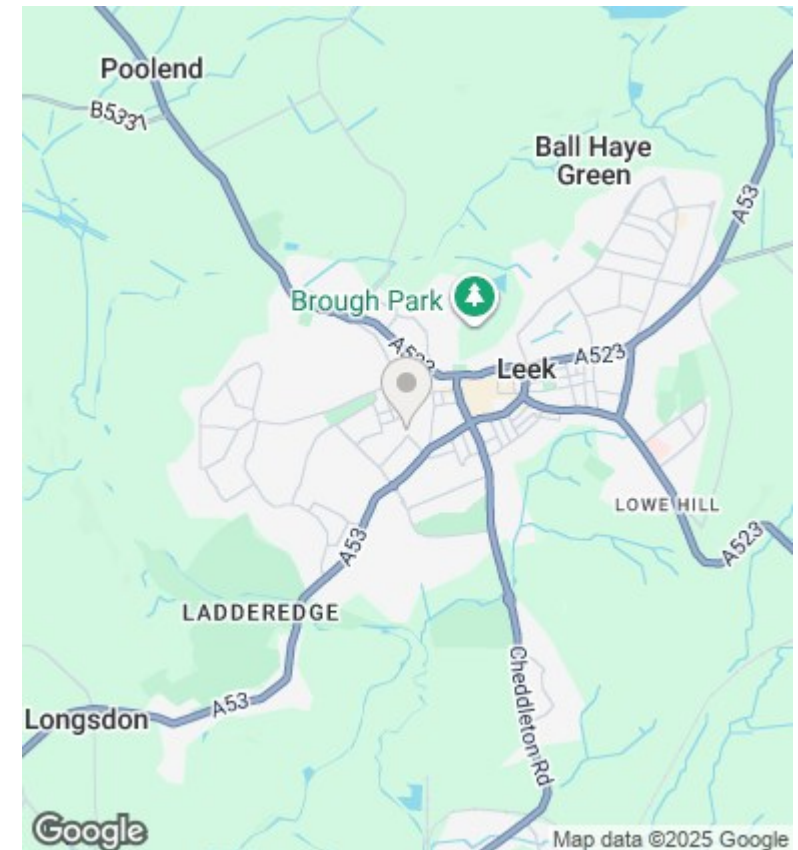 Poolend
B5331
Ball Haye
Green
A53
Brough Park
A523
A523
Leek
LOWE HILL
A53
A523
LADDEREDGE
Cheddleton Rd
A53
Longsdon
Google
Map data ©2025 Google